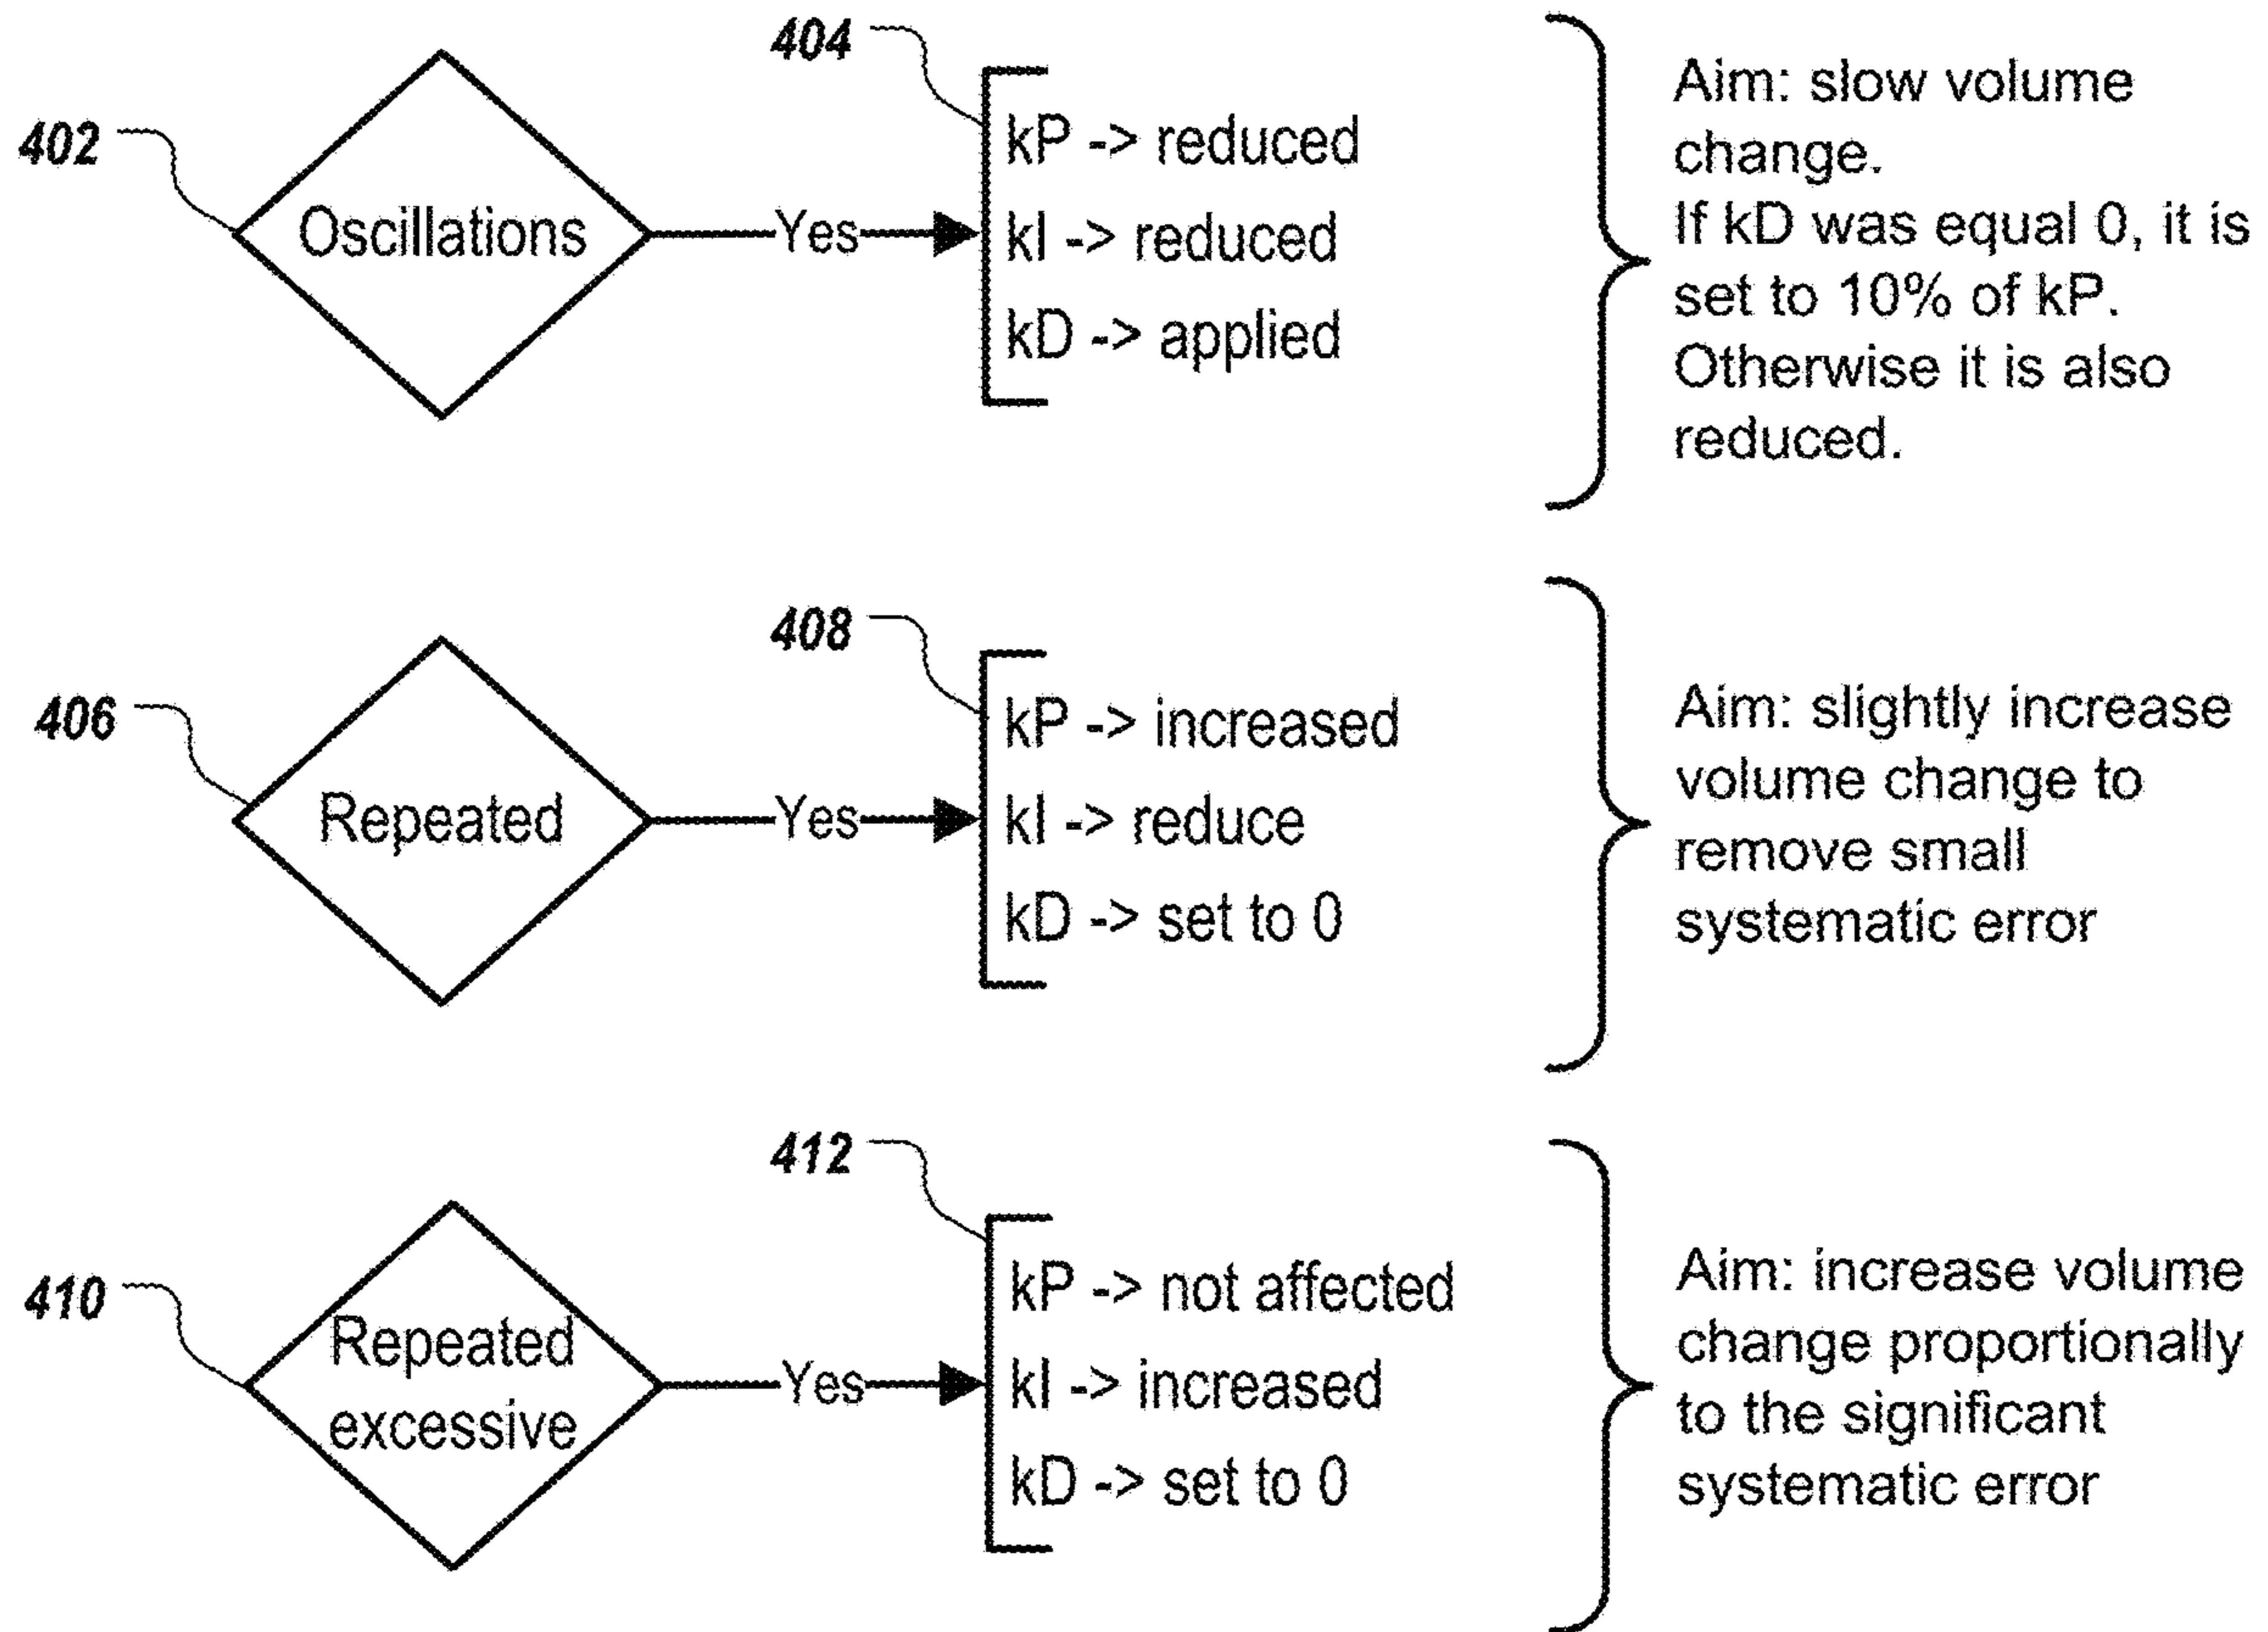 402
Oscillations
Yes
404
kP -> reduced
kI -> reduced
kD -> applied
Aim: slow volume
change.
If kD was equal 0, it is
set to 10% of kP.
Otherwise it is also
reduced.
406
Repeated
Yes
408
kP -> increased
kI -> reduce
kD -> set to 0
Aim: slightly increase
volume change to
remove small
systematic error
410
Repeated
excessive
Yes
412
kP -> not affected
kI -> increased
kD -> set to 0
Aim: increase volume
change proportionally
to the significant
systematic error